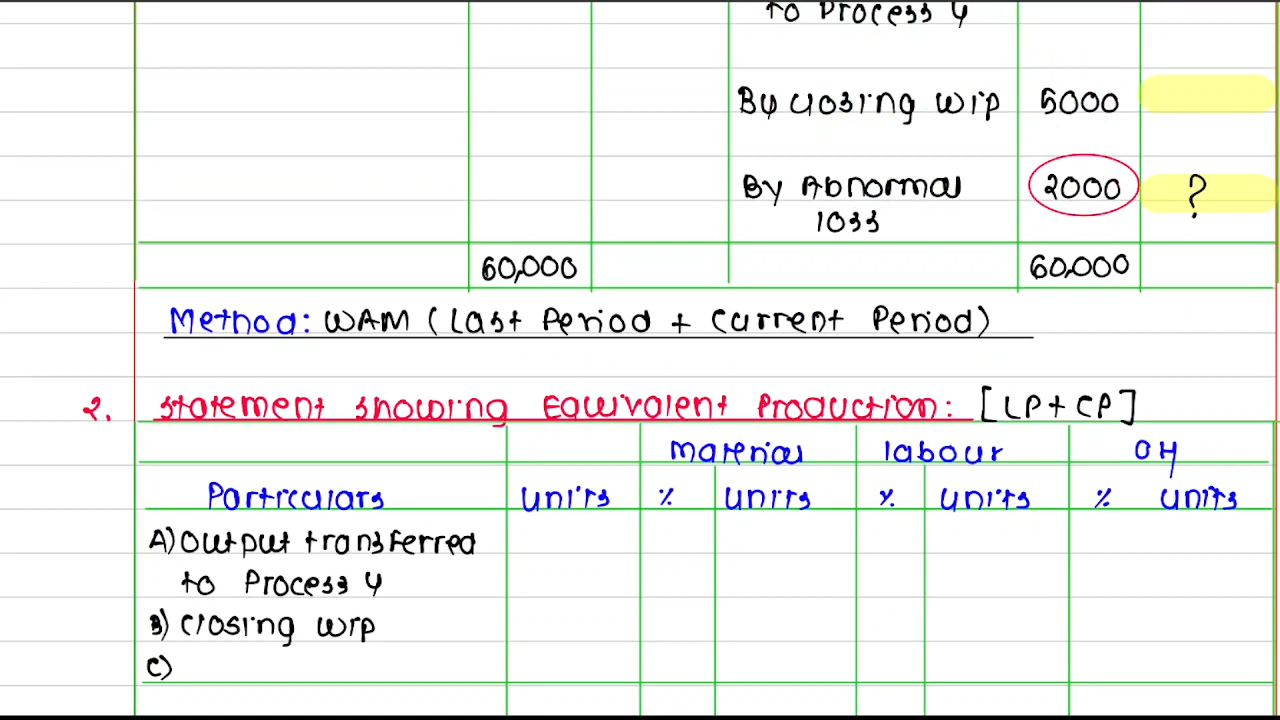 to Process 4
By closing WIP 5000
By Abnormal 2000 ?
loss
60,000 60,000
Method: WAM (Last Period + Current Period)
2. Statement showing Equivalent Production: [LP+CP]
Material labour OH
Particulars units % units % units % units
A) Output transferred
to Process 4
B) Closing WIP
C)